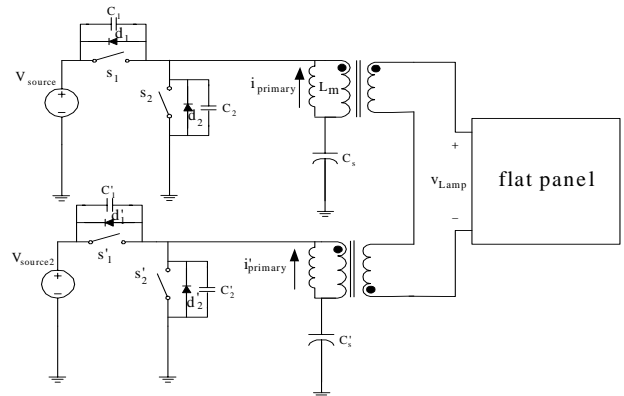 C1
d1
s1
Vsource
+
−
s2
d2
C2
iprimary
Lm
Cs
vLamp
+
−
flat panel
C'1
d'1
s'1
Vsource2
+
−
s'2
d'2
C'2
i'primary
C's